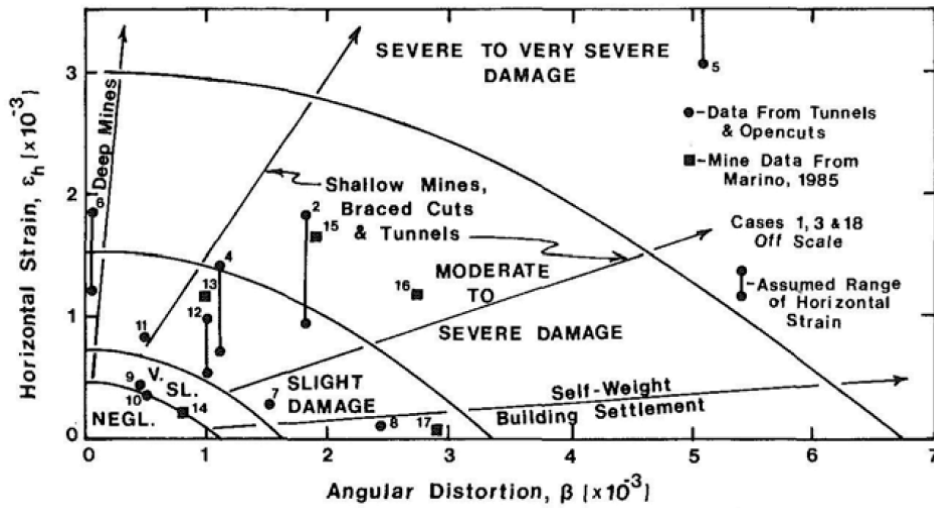 SEVERE TO VERY SEVERE
DAMAGE
5
●-Data From Tunnels
& Opencuts
■-Mine Data From
Marino, 1985
Deep Mines
6
Shallow Mines,
Braced Cuts
& Tunnels
2
15
4
13
12
11
16
MODERATE
TO
SEVERE DAMAGE
Cases 1, 3 & 18
Off Scale
-Assumed Range
of Horizontal
Strain
9
10
V.
SL.
14
NEGL.
SLIGHT
DAMAGE
7
8
17
Self-Weight
Building Settlement
3
2
1
0
Horizontal Strain, εh [x10-3]
0 1 2 3 4 5 6 7
Angular Distortion, β [x10-3]